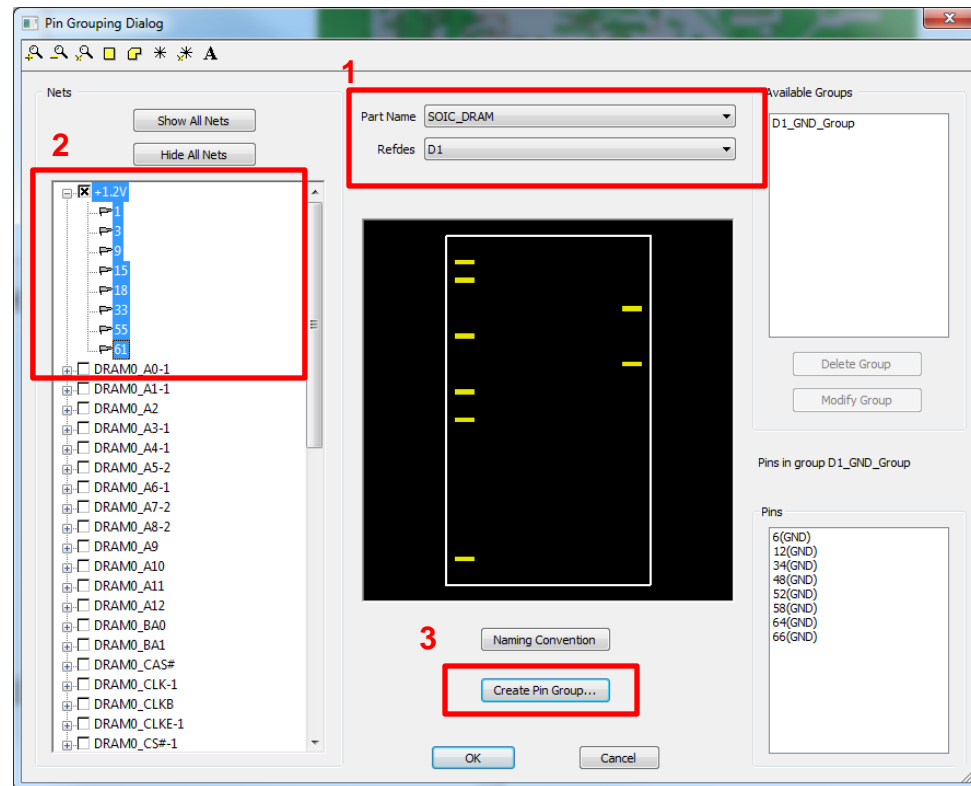 Pin Grouping Dialog
A
1
Nets
Show All Nets
Hide All Nets
2
+1.2V
1
3
9
15
18
33
55
61
DRAM0_A0-1
DRAM0_A1-1
DRAM0_A2
DRAM0_A3-1
DRAM0_A4-1
DRAM0_A5-2
DRAM0_A6-1
DRAM0_A7-2
DRAM0_A8-2
DRAM0_A9
DRAM0_A10
DRAM0_A11
DRAM0_A12
DRAM0_BA0
DRAM0_BA1
DRAM0_CAS#
DRAM0_CLK-1
DRAM0_CLKB
DRAM0_CLKE-1
DRAM0_CS#-1
Part Name SOIC_DRAM
Refdes D1
3
Naming Convention
Create Pin Group...
OK
Cancel
Available Groups
D1_GND_Group
Delete Group
Modify Group
Pins in group D1_GND_Group
Pins
6(GND)
12(GND)
34(GND)
48(GND)
52(GND)
58(GND)
64(GND)
66(GND)